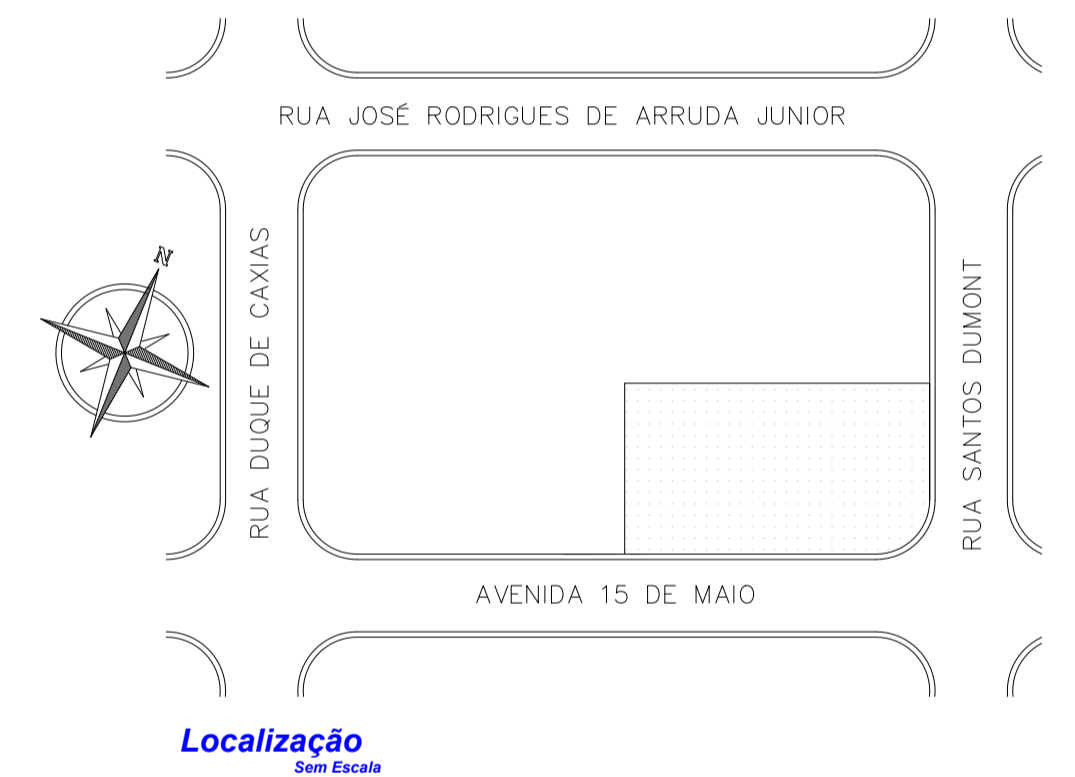 RUA JOSÉ RODRIGUES DE ARRUDA JUNIOR
N
RUA DUQUE DE CAXIAS
RUA SANTOS DUMONT
AVENIDA 15 DE MAIO
Localização
Sem Escala